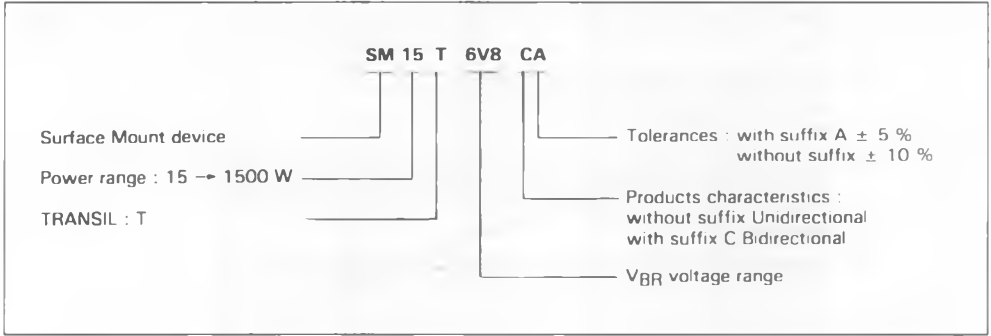 SM 15 T 6V8 CA
Surface Mount device
Power range : 15 → 1500 W
TRANSIL : T
Tolerances : with suffix A ± 5 %
without suffix ± 10 %
Products characteristics :
without suffix Unidirectional
with suffix C Bidirectional
VBR voltage range